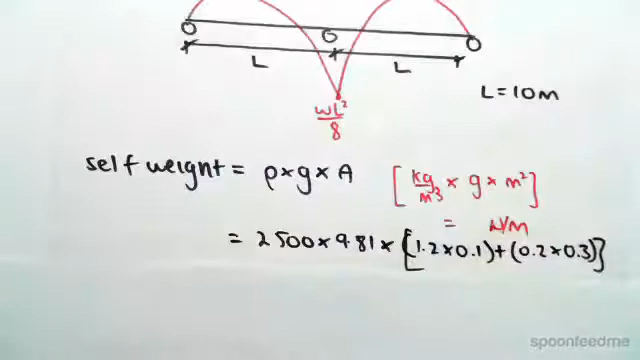 L L
L=10m
wL²
8
self weight = ρ×g×A [kg/m³ × g × m²]
= N/m
= 2500×9.81×[(1.2×0.1)+(0.2×0.3)]
spoonfeedme